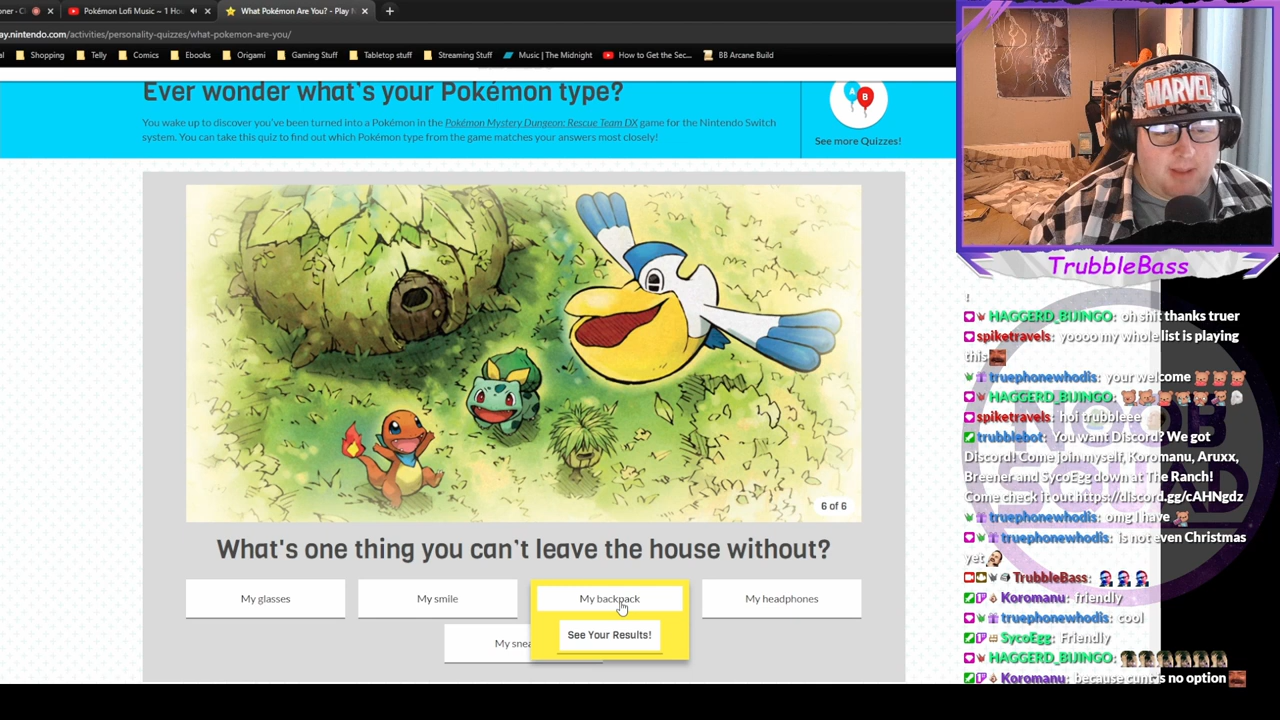 oner - C
Pokémon Lofi Music ~ 1 Ho
What Pokémon Are You? - Play N
ay.nintendo.com/activities/personality-quizzes/what-pokemon-are-you/
Shopping Telly Comics Ebooks Origami Gaming Stuff Tabletop stuff Streaming Stuff Music | The Midnight How to Get the Sec... BB Arcane Build
Ever wonder what's your Pokémon type?
You wake up to discover you've been turned into a Pokémon in the Pokémon Mystery Dungeon: Rescue Team DX game for the Nintendo Switch
system. You can take this quiz to find out which Pokémon type from the game matches your answers most closely!
A B
See more Quizzes!
6 of 6
What's one thing you can't leave the house without?
My glasses My smile My backpack My headphones
See Your Results!
My snea
MARVEL
TrubbleBass
!
HAGGERD_BIJINGO: oh shit thanks truer
spiketravels: yoooo my whole list is playing
this
truephonewhodis: your welcome
HAGGERD_BIJINGO:
spiketravels: hoi trubbleee
trubblebot: You want Discord? We got
Discord! Come join myself, Koromanu, Aruxx,
Breener and SycoEgg down at The Ranch!
Come check it out https://discord.gg/cAHNgdz
truephonewhodis: omg I have
truephonewhodis: is not even Christmas
yet
TrubbleBass:
Koromanu: friendly
truephonewhodis: cool
SycoEgg: Friendly
HAGGERD_BIJINGO:
Koromanu: because cunt is no option